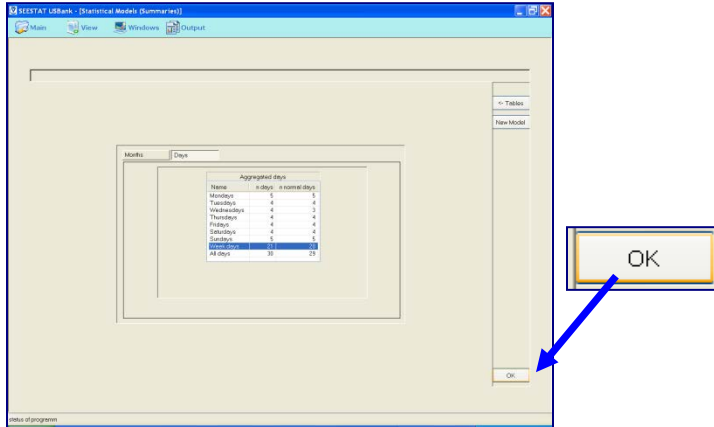 SEESTAT USBank - [Statistical Models (Summaries)]
Main View Windows Output
<- Tables
New Model
Months Days
Aggregated days
Name n days n normal days
Mondays 5 5
Tuesdays 4 4
Wednesdays 4 3
Thursdays 4 4
Fridays 4 4
Saturdays 4 4
Sundays 5 5
Week days 21 20
All days 30 29
OK
OK
status of programm